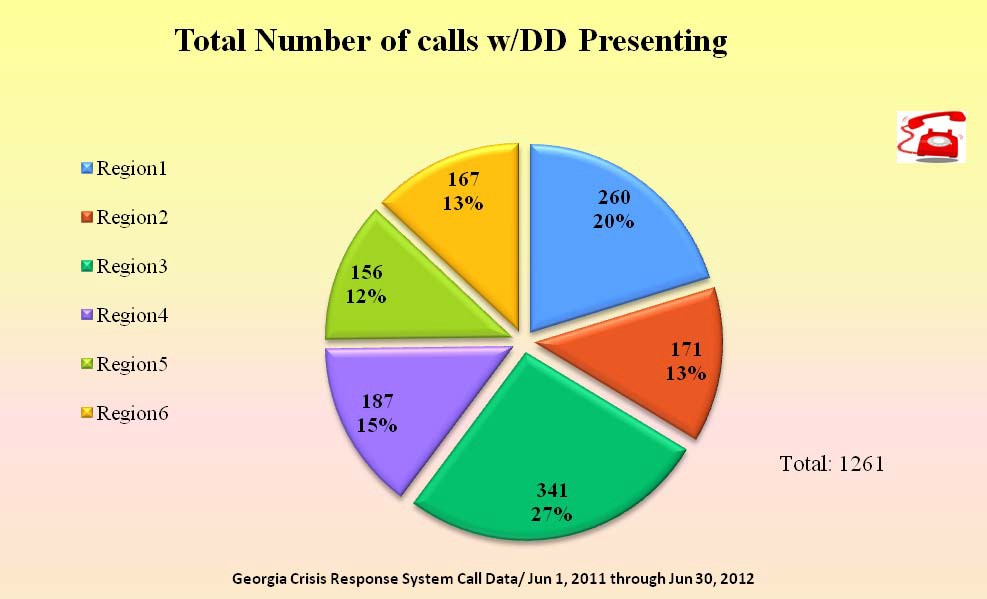 Total Number of calls w/DD Presenting
Region1
Region2
Region3
Region4
Region5
Region6
260
20%
171
13%
341
27%
187
15%
156
12%
167
13%
Total: 1261
Georgia Crisis Response System Call Data/ Jun 1, 2011 through Jun 30, 2012